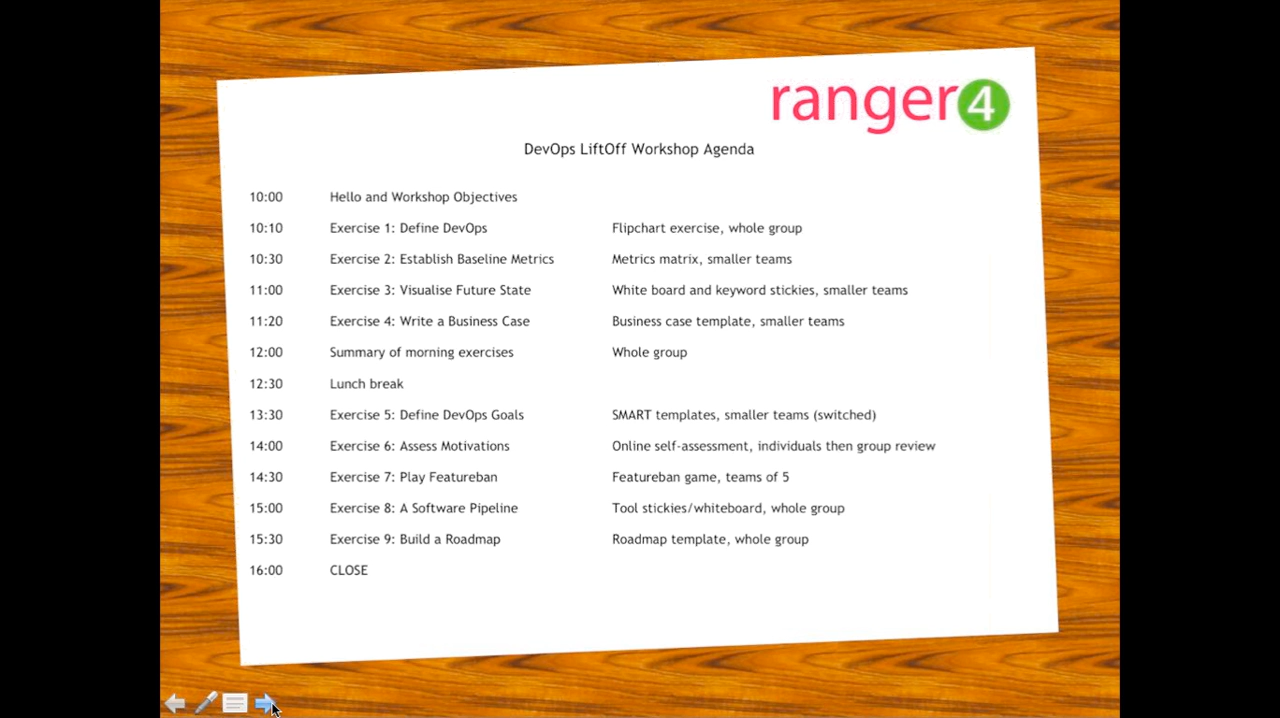 ranger4
DevOps LiftOff Workshop Agenda
10:00 Hello and Workshop Objectives
10:10 Exercise 1: Define DevOps Flipchart exercise, whole group
10:30 Exercise 2: Establish Baseline Metrics Metrics matrix, smaller teams
11:00 Exercise 3: Visualise Future State White board and keyword stickies, smaller teams
11:20 Exercise 4: Write a Business Case Business case template, smaller teams
12:00 Summary of morning exercises Whole group
12:30 Lunch break
13:30 Exercise 5: Define DevOps Goals SMART templates, smaller teams (switched)
14:00 Exercise 6: Assess Motivations Online self-assessment, individuals then group review
14:30 Exercise 7: Play Featureban Featureban game, teams of 5
15:00 Exercise 8: A Software Pipeline Tool stickies/whiteboard, whole group
15:30 Exercise 9: Build a Roadmap Roadmap template, whole group
16:00 CLOSE